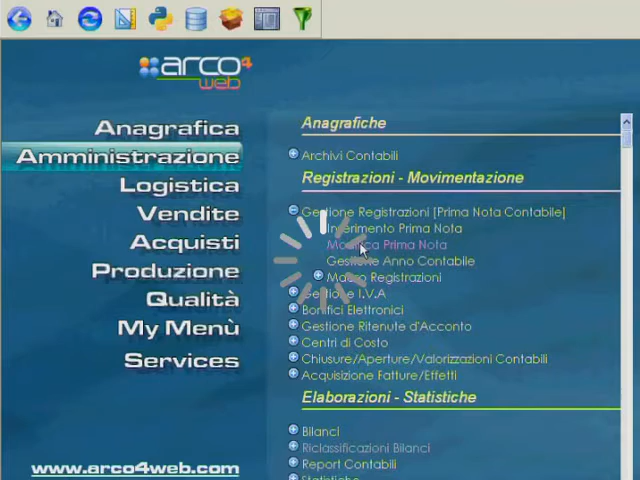 arco4
web
Anagrafica
Amministrazione
Logistica
Vendite
Acquisti
Produzione
Qualità
My Menù
Services
www.arco4web.com
Anagrafiche
Archivi Contabili
Registrazioni - Movimentazione
Gestione Registrazioni [Prima Nota Contabile]
Inserimento Prima Nota
Modifica Prima Nota
Gestione Anno Contabile
Macro Registrazioni
Gestione I.V.A
Bonifici Elettronici
Gestione Ritenute d'Acconto
Centri di Costo
Chiusure/Aperture/Valorizzazioni Contabili
Acquisizione Fatture/Effetti
Elaborazioni - Statistiche
Bilanci
Riclassificazioni Bilanci
Report Contabili
Statistiche